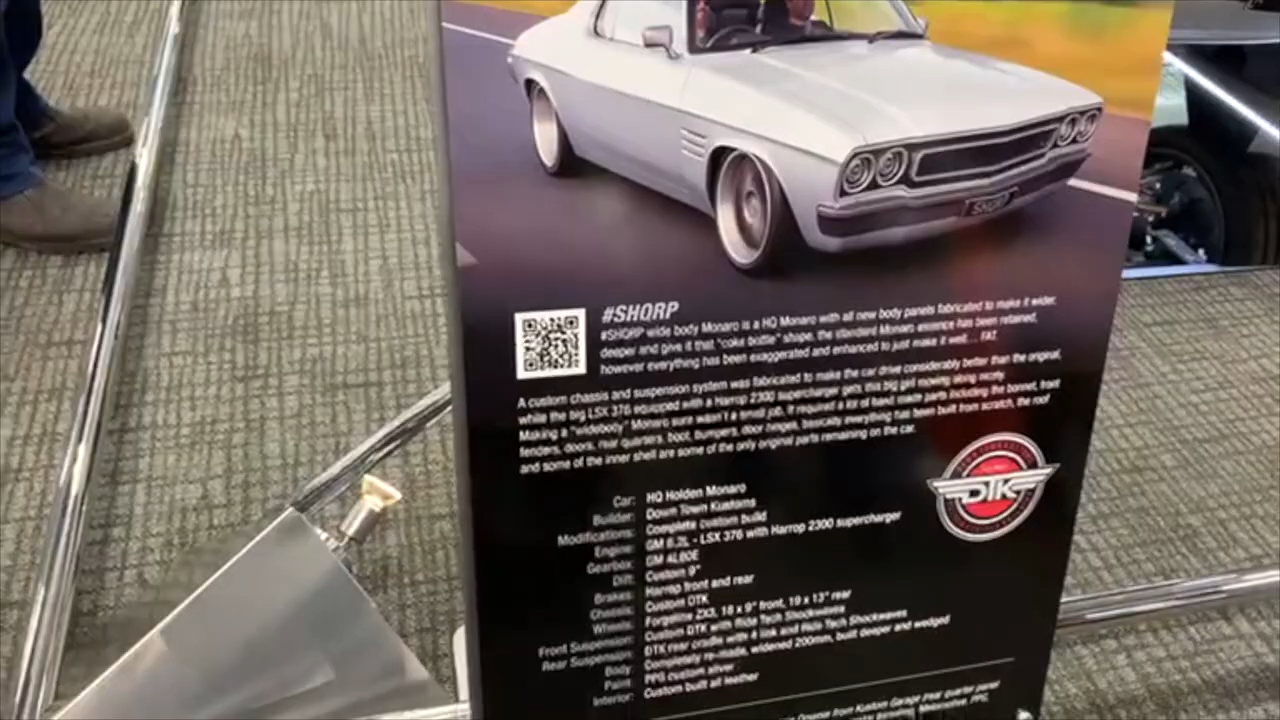 SHQRP
#SHQRP
#SHQRP wide body Monaro is a HQ Monaro with all new body panels fabricated to make it wider,
deeper and give it that "coke bottle" shape, the standard Monaro essence has been retained,
however everything has been exaggerated and enhanced to just make it well... FAT.
A custom chassis and suspension system was fabricated to make the car drive considerably better than the original,
while the big LSX 376 equipped with a Harrop 2300 supercharger gets this big girl moving along nicely.
Making a "widebody" Monaro sure wasn't a small job, it required a lot of hand made parts including the bonnet, front
fenders, doors, rear quarters, boot, bumpers, door hinges, basically everything has been built from scratch, the roof
and some of the inner shell are some of the only original parts remaining on the car.
DTK
Car: HQ Holden Monaro
Builder: Down Town Kustoms
Modifications: Complete custom build
Engine: GM 6.2L - LSX 376 with Harrop 2300 supercharger
Gearbox: GM 4L80E
Diff: Custom 9"
Brakes: Harrop front and rear
Chassis: Custom DTK
Wheels: Forgeline ZX3, 18 x 9" front, 19 x 13" rear
Front Suspension: Custom DTK with Ride Tech Shockwaves
Rear Suspension: DTK rear cradle with 4 link and Ride Tech Shockwaves
Body: Completely re-made, widened 200mm, built deeper and wedged
Paint: PPG custom silver
Interior: Custom built all leather
from Kustom Garage (rear quarter panel
Motoractive, PPG,